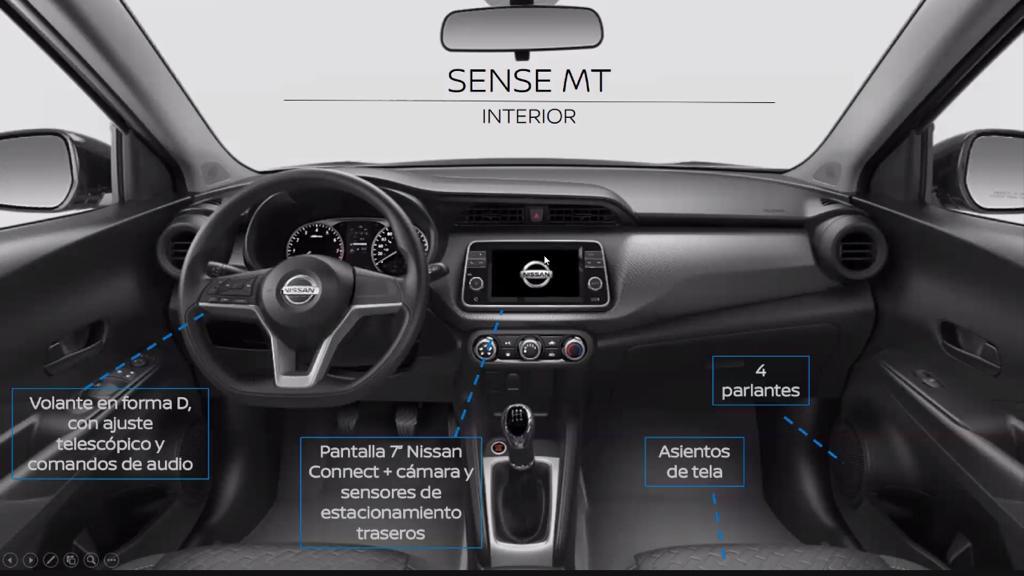 SENSE MT
INTERIOR
NISSAN
NISSAN
4
parlantes
Volante en forma D,
con ajuste
telescópico y
comandos de audio
Pantalla 7" Nissan
Connect + cámara y
sensores de
estacionamiento
traseros
Asientos
de tela